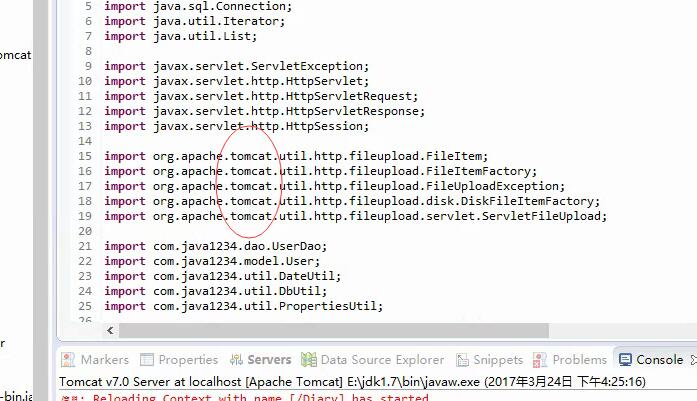 5 import java.sql.Connection;
6 import java.util.Iterator;
7 import java.util.List;
8
9 import javax.servlet.ServletException;
10 import javax.servlet.http.HttpServlet;
11 import javax.servlet.http.HttpServletRequest;
12 import javax.servlet.http.HttpServletResponse;
13 import javax.servlet.http.HttpSession;
14
15 import org.apache.tomcat.util.http.fileupload.FileItem;
16 import org.apache.tomcat.util.http.fileupload.FileItemFactory;
17 import org.apache.tomcat.util.http.fileupload.FileUploadException;
18 import org.apache.tomcat.util.http.fileupload.disk.DiskFileItemFactory;
19 import org.apache.tomcat.util.http.fileupload.servlet.ServletFileUpload;
20
21 import com.java1234.dao.UserDao;
22 import com.java1234.model.User;
23 import com.java1234.util.DateUtil;
24 import com.java1234.util.DbUtil;
25 import com.java1234.util.PropertiesUtil;
26
omcat
r
-bin.ja
Markers Properties Servers Data Source Explorer Snippets Problems Console
Tomcat v7.0 Server at localhost [Apache Tomcat] E:\jdk1.7\bin\javaw.exe (2017年3月24日 下午4:25:16)
: Reloading Context with name [/Diary] has started